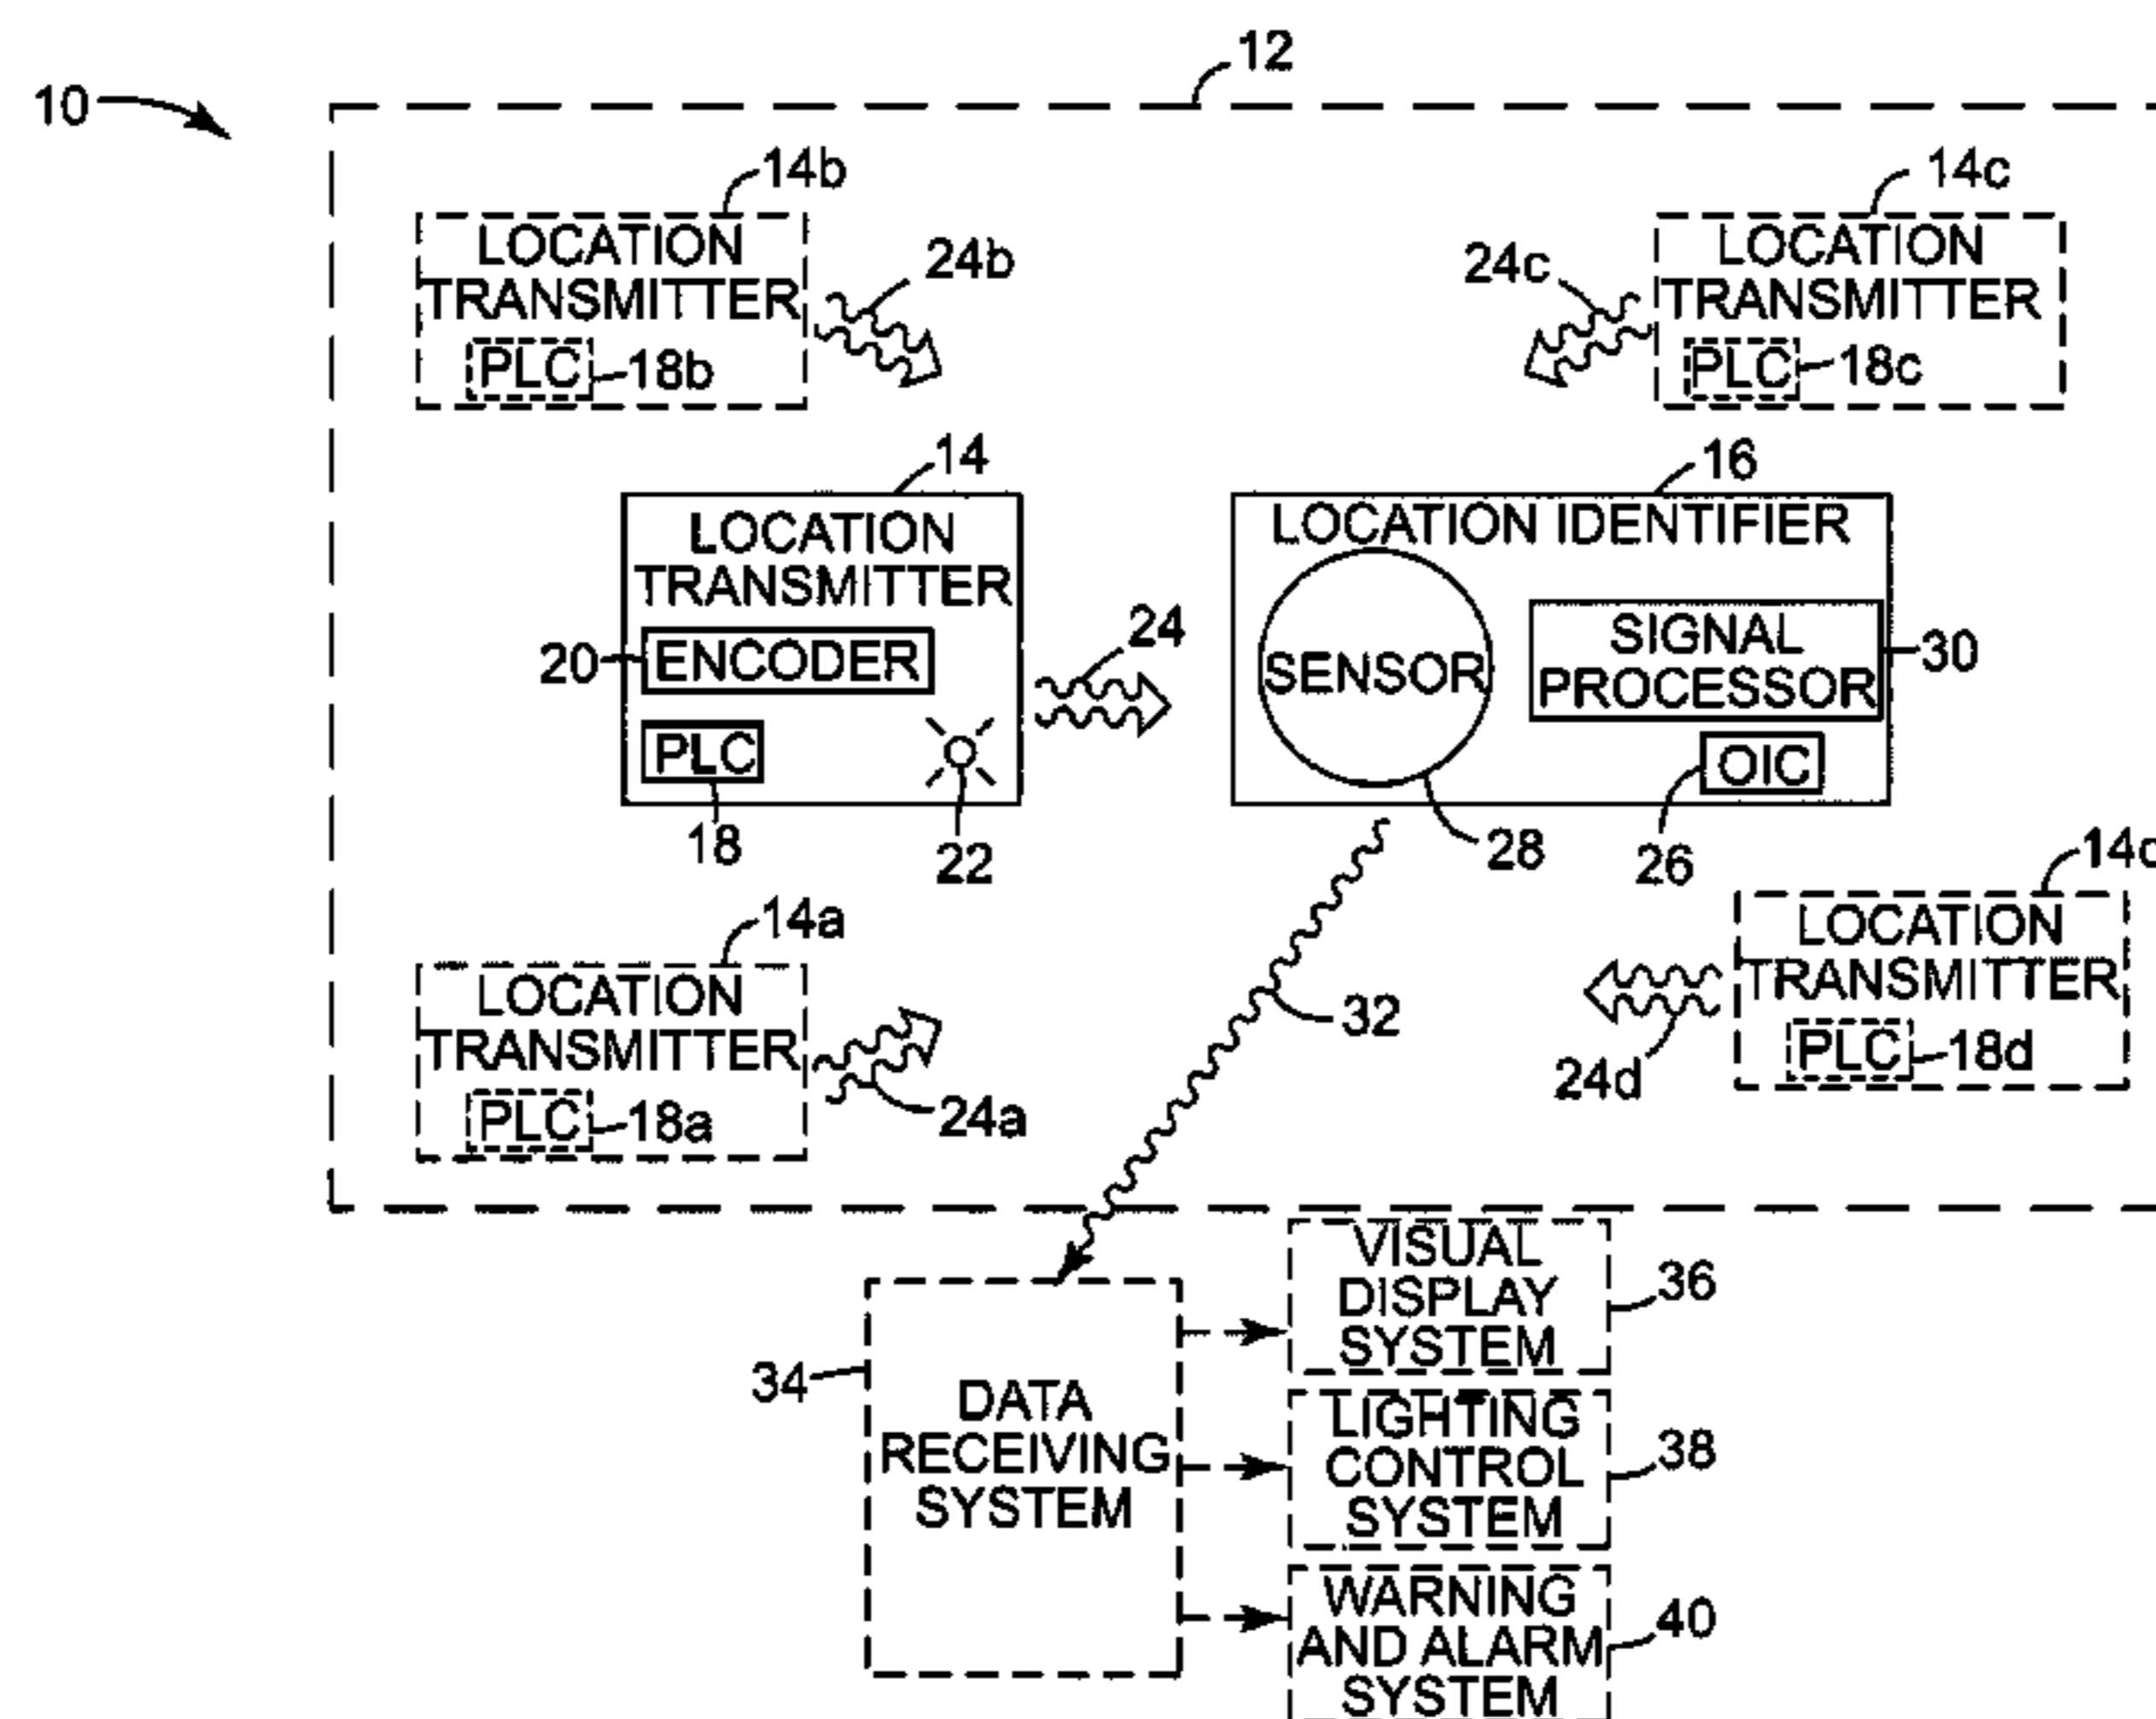 12
10
14b
14c
LOCATION
TRANSMITTER
PLC
18b
24b
24c
LOCATION
TRANSMITTER
PLC
18c
14
16
LOCATION
TRANSMITTER
20
ENCODER
PLC
18
22
24
LOCATION IDENTIFIER
SENSOR
SIGNAL
PROCESSOR
30
OIC
28
26
14a
LOCATION
TRANSMITTER
PLC
18a
24a
32
LOCATION
TRANSMITTER
PLC
18d
24d
34
DATA
RECEIVING
SYSTEM
VISUAL
DISPLAY
SYSTEM
36
LIGHTING
CONTROL
SYSTEM
38
WARNING
AND ALARM
SYSTEM
40